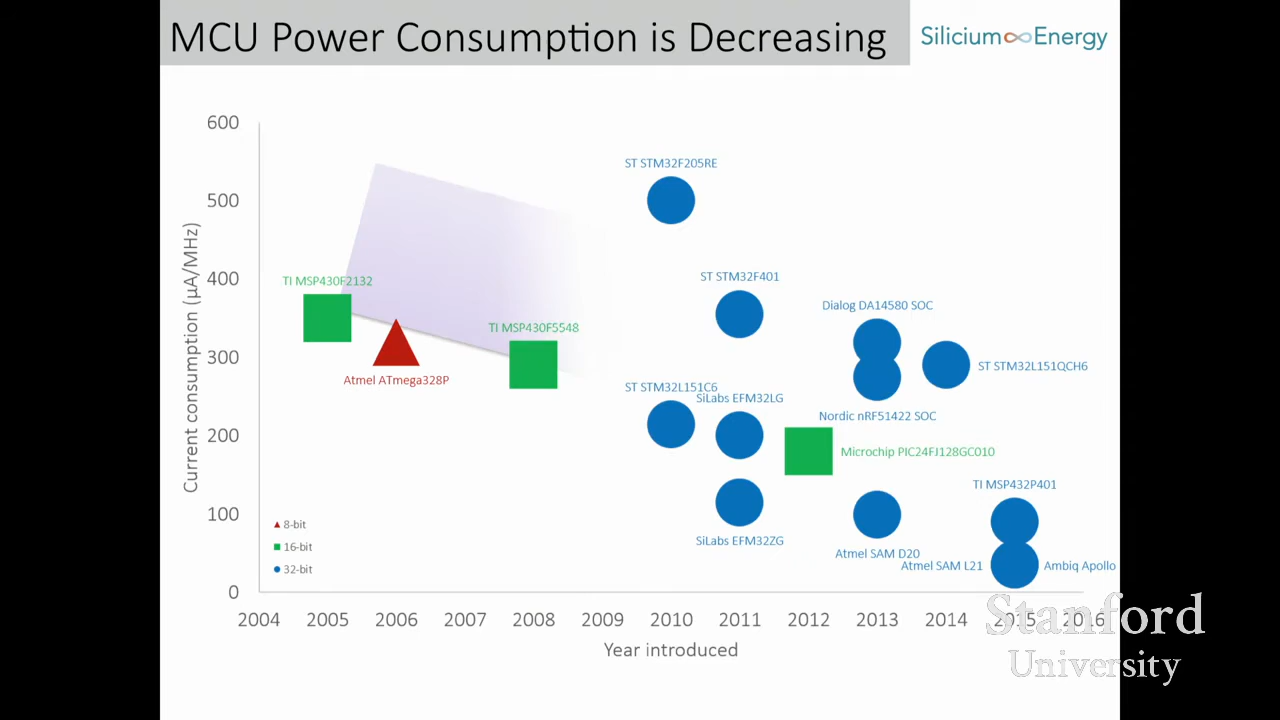 MCU Power Consumption is Decreasing
Silicium Energy
600
500
400
300
200
100
0
Current consumption (µA/MHz)
ST STM32F205RE
TI MSP430F2132
ST STM32F401
Dialog DA14580 SOC
TI MSP430F5548
Atmel ATmega328P
ST STM32L151QCH6
ST STM32L151C6
SiLabs EFM32LG
Nordic nRF51422 SOC
Microchip PIC24FJ128GC010
TI MSP432P401
SiLabs EFM32ZG
Atmel SAM D20
Atmel SAM L21
Ambiq Apollo
8-bit
16-bit
32-bit
2004 2005 2006 2007 2008 2009 2010 2011 2012 2013 2014 2015 2016
Year introduced
Stanford
University